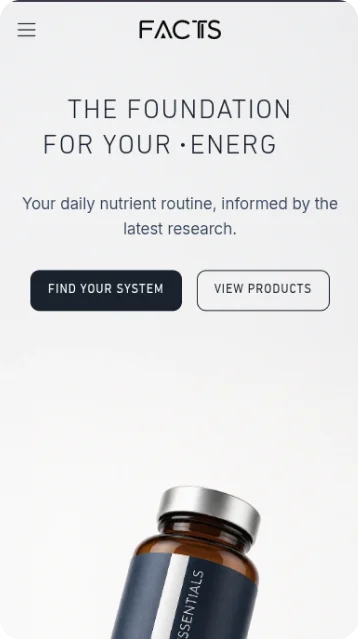 FACTS
THE FOUNDATION
FOR YOUR ·ENERG
Your daily nutrient routine, informed by the
latest research.
FIND YOUR SYSTEM
VIEW PRODUCTS
SSENTIALS